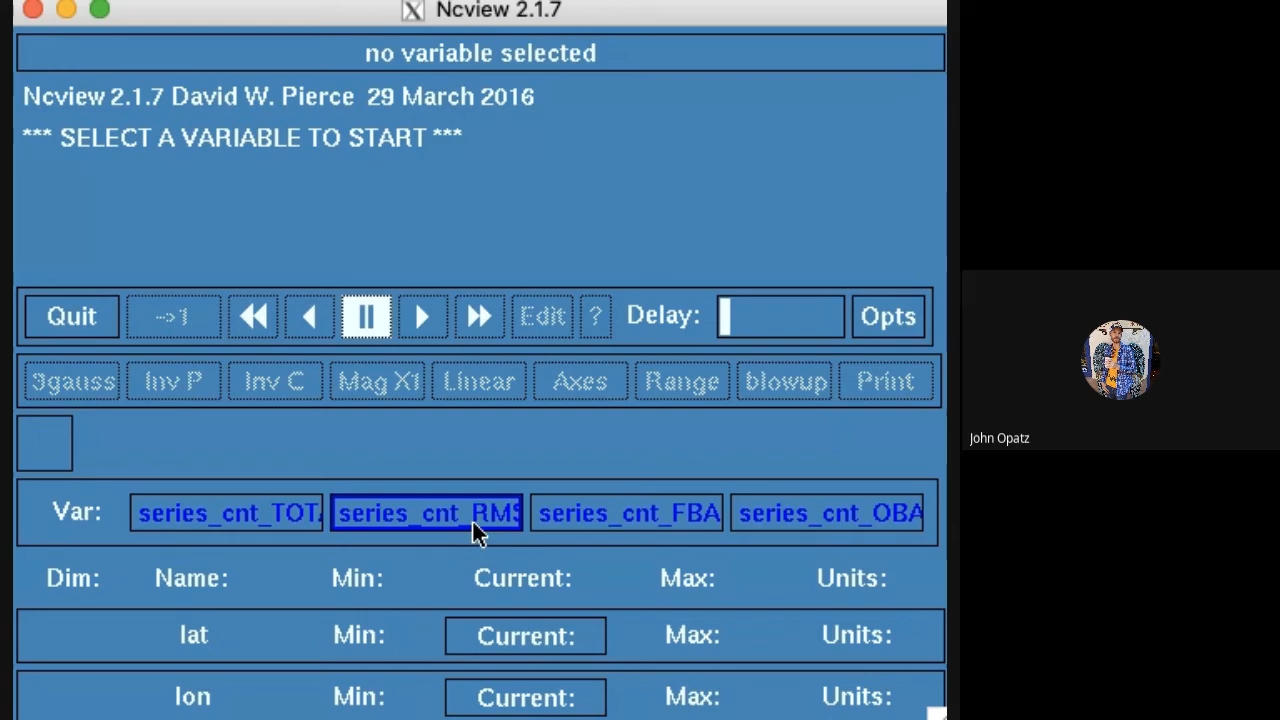 Ncview 2.1.7
no variable selected
Ncview 2.1.7 David W. Pierce 29 March 2016
*** SELECT A VARIABLE TO START ***
Quit ->1 Edit ? Delay: Opts
3gauss Inv P Inv C Mag X1 Linear Axes Range blowup Print
Var: series_cnt_TOT series_cnt_RMS series_cnt_FBA series_cnt_OBA
Dim: Name: Min: Current: Max: Units:
lat Min: Current: Max: Units:
lon Min: Current: Max: Units:
John Opatz